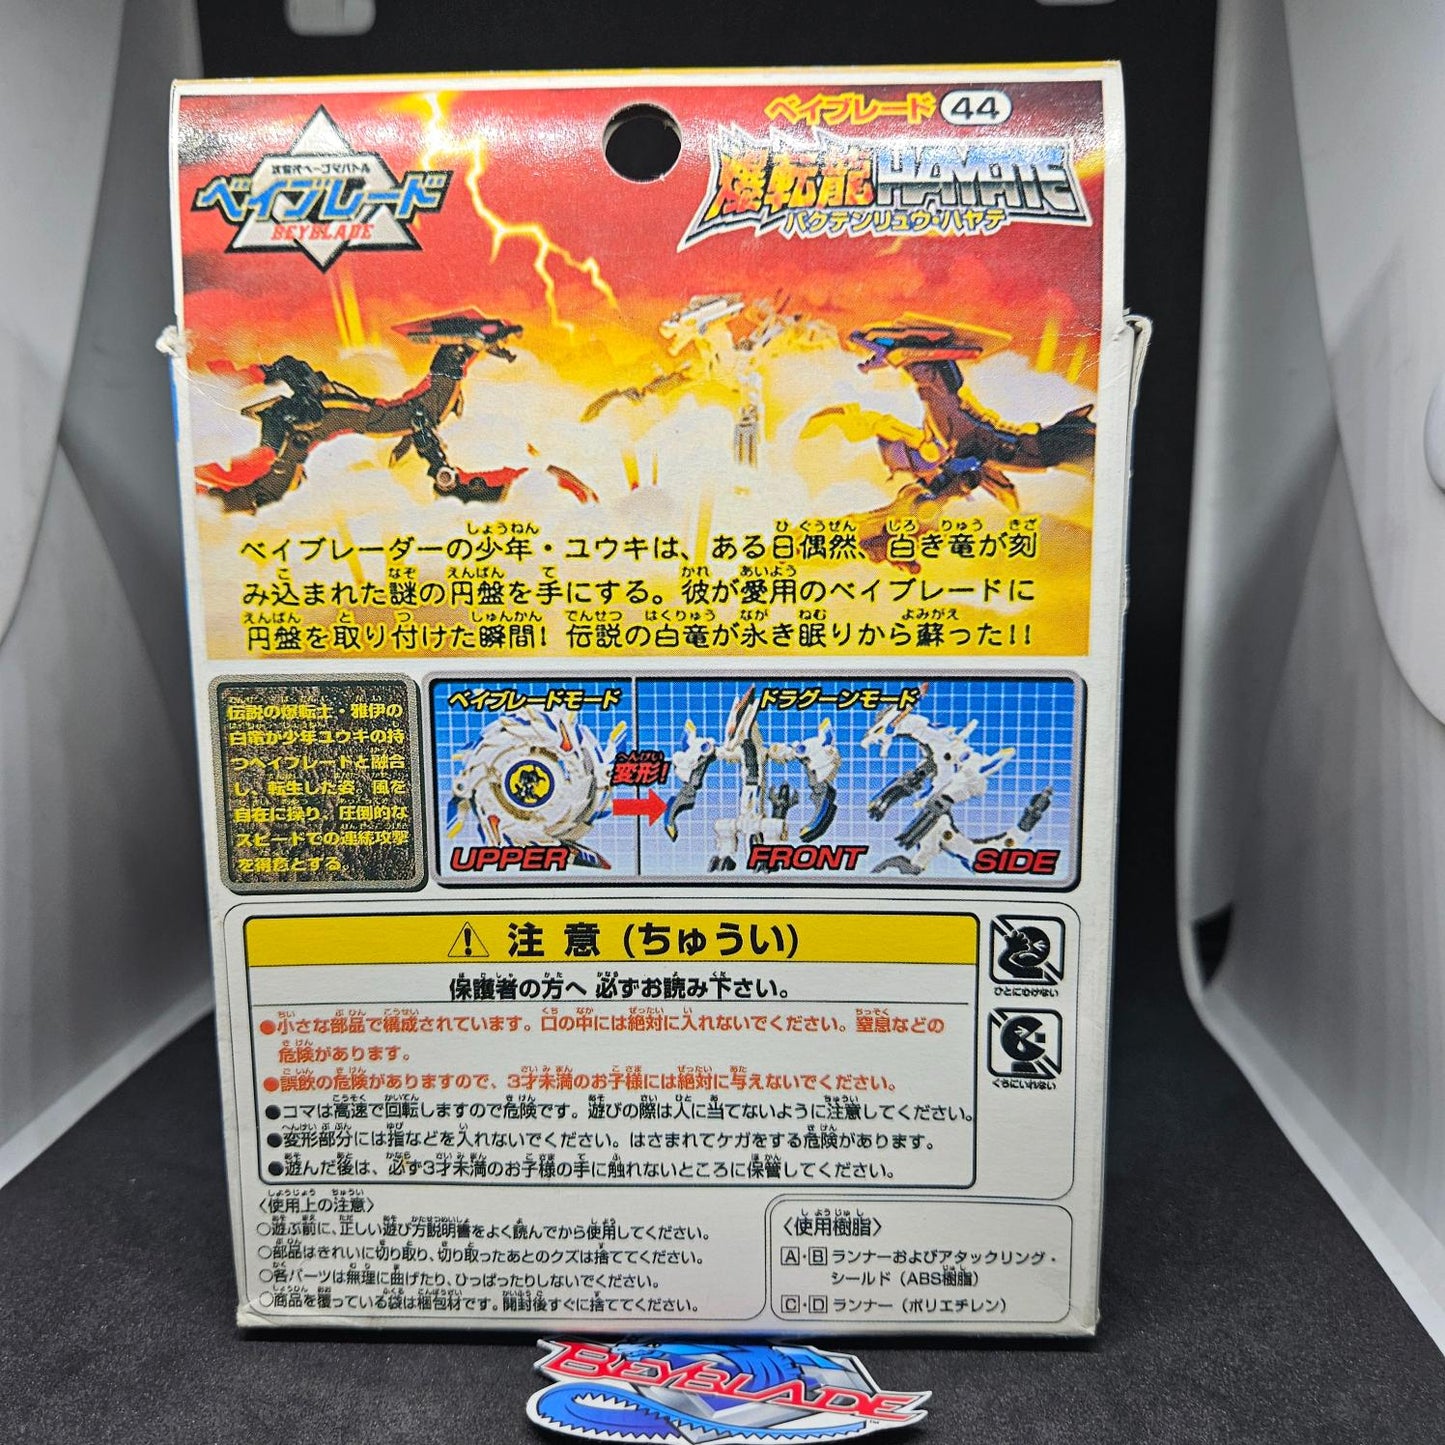 ベイブレード 44
次世代ベーゴマバトル
ベイブレード
BEYBLADE
爆転龍HAYATE
バクテンリュウ・ハヤテ
ベイブレーダーの少年・ユウキは、ある日偶然、白き竜が刻
み込まれた謎の円盤を手にする。彼が愛用のベイブレードに
円盤を取り付けた瞬間! 伝説の白竜が永き眠りから蘇った!!
伝説の爆転士・雅伊の
白竜が少年ユウキの持
つベイブレードと融合
し、転生した姿。風を
自在に操り、圧倒的な
スピードでの連続攻撃
を得意とする。
ベイブレードモード
ドラグーンモード
へんけい
変形!
UPPER
FRONT
SIDE
注意(ちゅうい)
保護者の方へ 必ずお読み下さい。
●小さな部品で構成されています。口の中には絶対に入れないでください。窒息などの
危険があります。
●誤飲の危険がありますので、3才未満のお子様には絶対に与えないでください。
●コマは高速で回転しますので危険です。遊びの際は人に当てないように注意してください。
●変形部分には指などを入れないでください。はさまれてケガをする危険があります。
●遊んだ後は、必ず3才未満のお子様の手に触れないところに保管してください。
ひとにむけない
くちにいれない
〈使用上の注意〉
○遊ぶ前に、正しい遊び方説明書をよく読んでから使用してください。
○部品はきれいに切り取り、切り取ったあとのクズは捨ててください。
○各パーツは無理に曲げたり、ひっぱったりしないでください。
○商品を覆っている袋は梱包材です。開封後すぐに捨ててください。
〈使用樹脂〉
A・B ランナーおよびアタックリング・
シールド(ABS樹脂)
C・D ランナー(ポリエチレン)
BEYBLADE